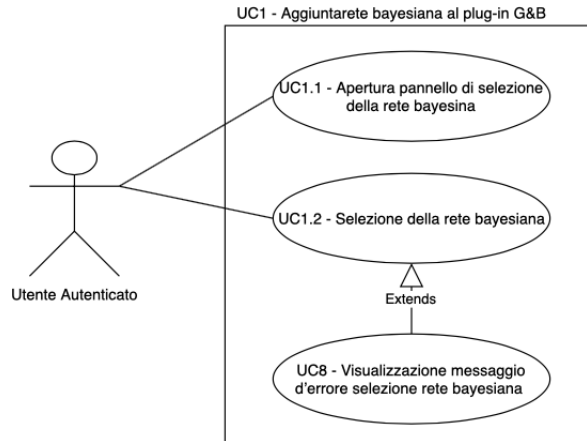 UC1 - Aggiuntarete bayesiana al plug-in G&B
UC1.1 - Apertura pannello di selezione
della rete bayesina
UC1.2 - Selezione della rete bayesiana
Utente Autenticato
Extends
UC8 - Visualizzazione messaggio
d'errore selezione rete bayesiana